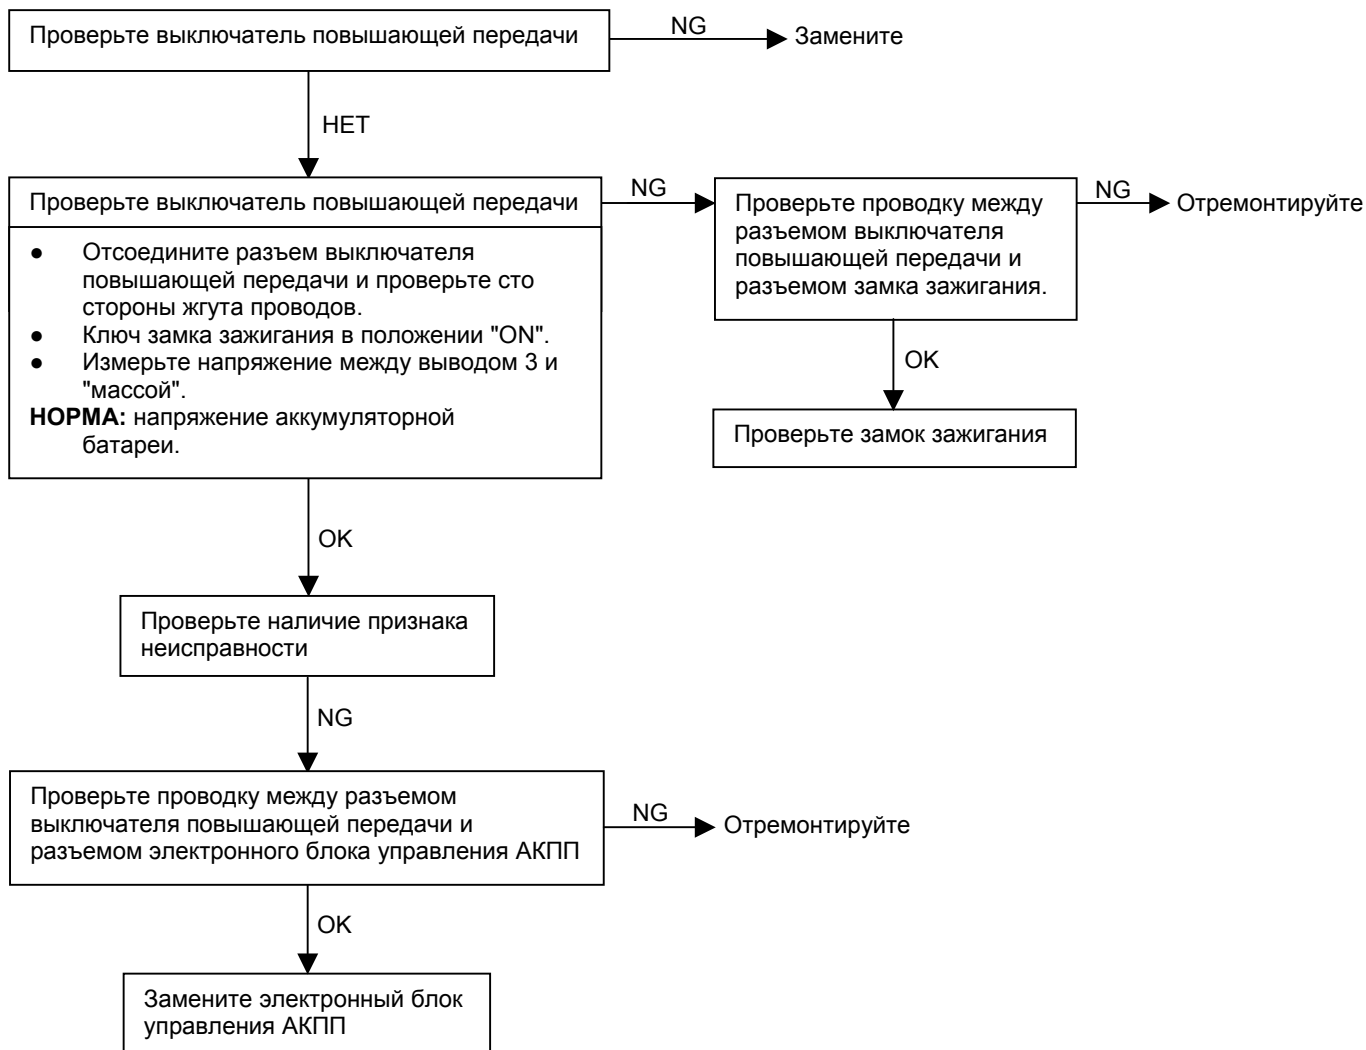 Проверьте выключатель повышающей передачи
NG
Замените
НЕТ
Проверьте выключатель повышающей передачи
● Отсоедините разъем выключателя
повышающей передачи и проверьте сто
стороны жгута проводов.
● Ключ замка зажигания в положении "ON".
● Измерьте напряжение между выводом 3 и
"массой".
НОРМА: напряжение аккумуляторной
батареи.
NG
Проверьте проводку между
разъемом выключателя
повышающей передачи и
разъемом замка зажигания.
NG
Отремонтируйте
OK
Проверьте замок зажигания
OK
Проверьте наличие признака
неисправности
NG
Проверьте проводку между разъемом
выключателя повышающей передачи и
разъемом электронного блока управления АКПП
NG
Отремонтируйте
OK
Замените электронный блок
управления АКПП